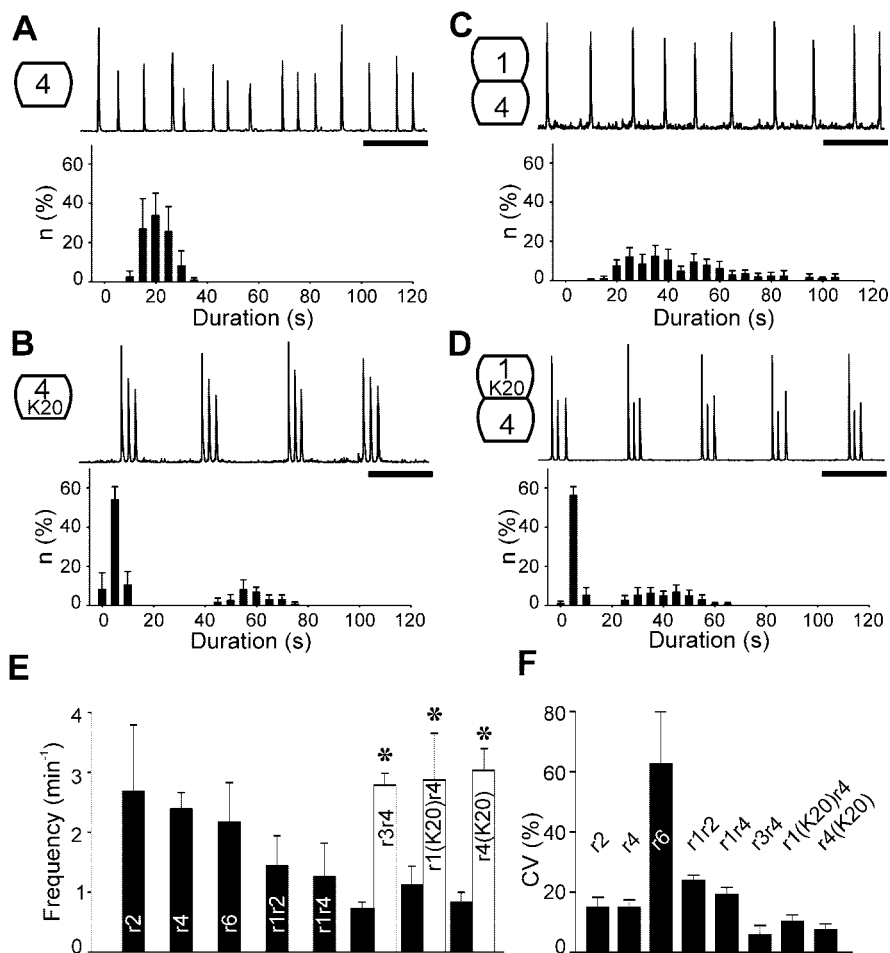 A
4
n (%)
60
40
20
0
0 20 40 60 80 100 120
Duration (s)
C
1
4
n (%)
60
40
20
0
0 20 40 60 80 100 120
Duration (s)
B
4
K20
n (%)
60
40
20
0
0 20 40 60 80 100 120
Duration (s)
D
1
K20
4
n (%)
60
40
20
0
0 20 40 60 80 100 120
Duration (s)
E
Frequency (min⁻¹)
4
3
2
1
0
r2
r4
r6
r1r2
r1r4
*
r3r4
*
r1(K20)r4
*
r4(K20)
F
CV (%)
80
60
40
20
0
r2
r4
r6
r1r2
r1r4
r3r4
r1(K20)r4
r4(K20)